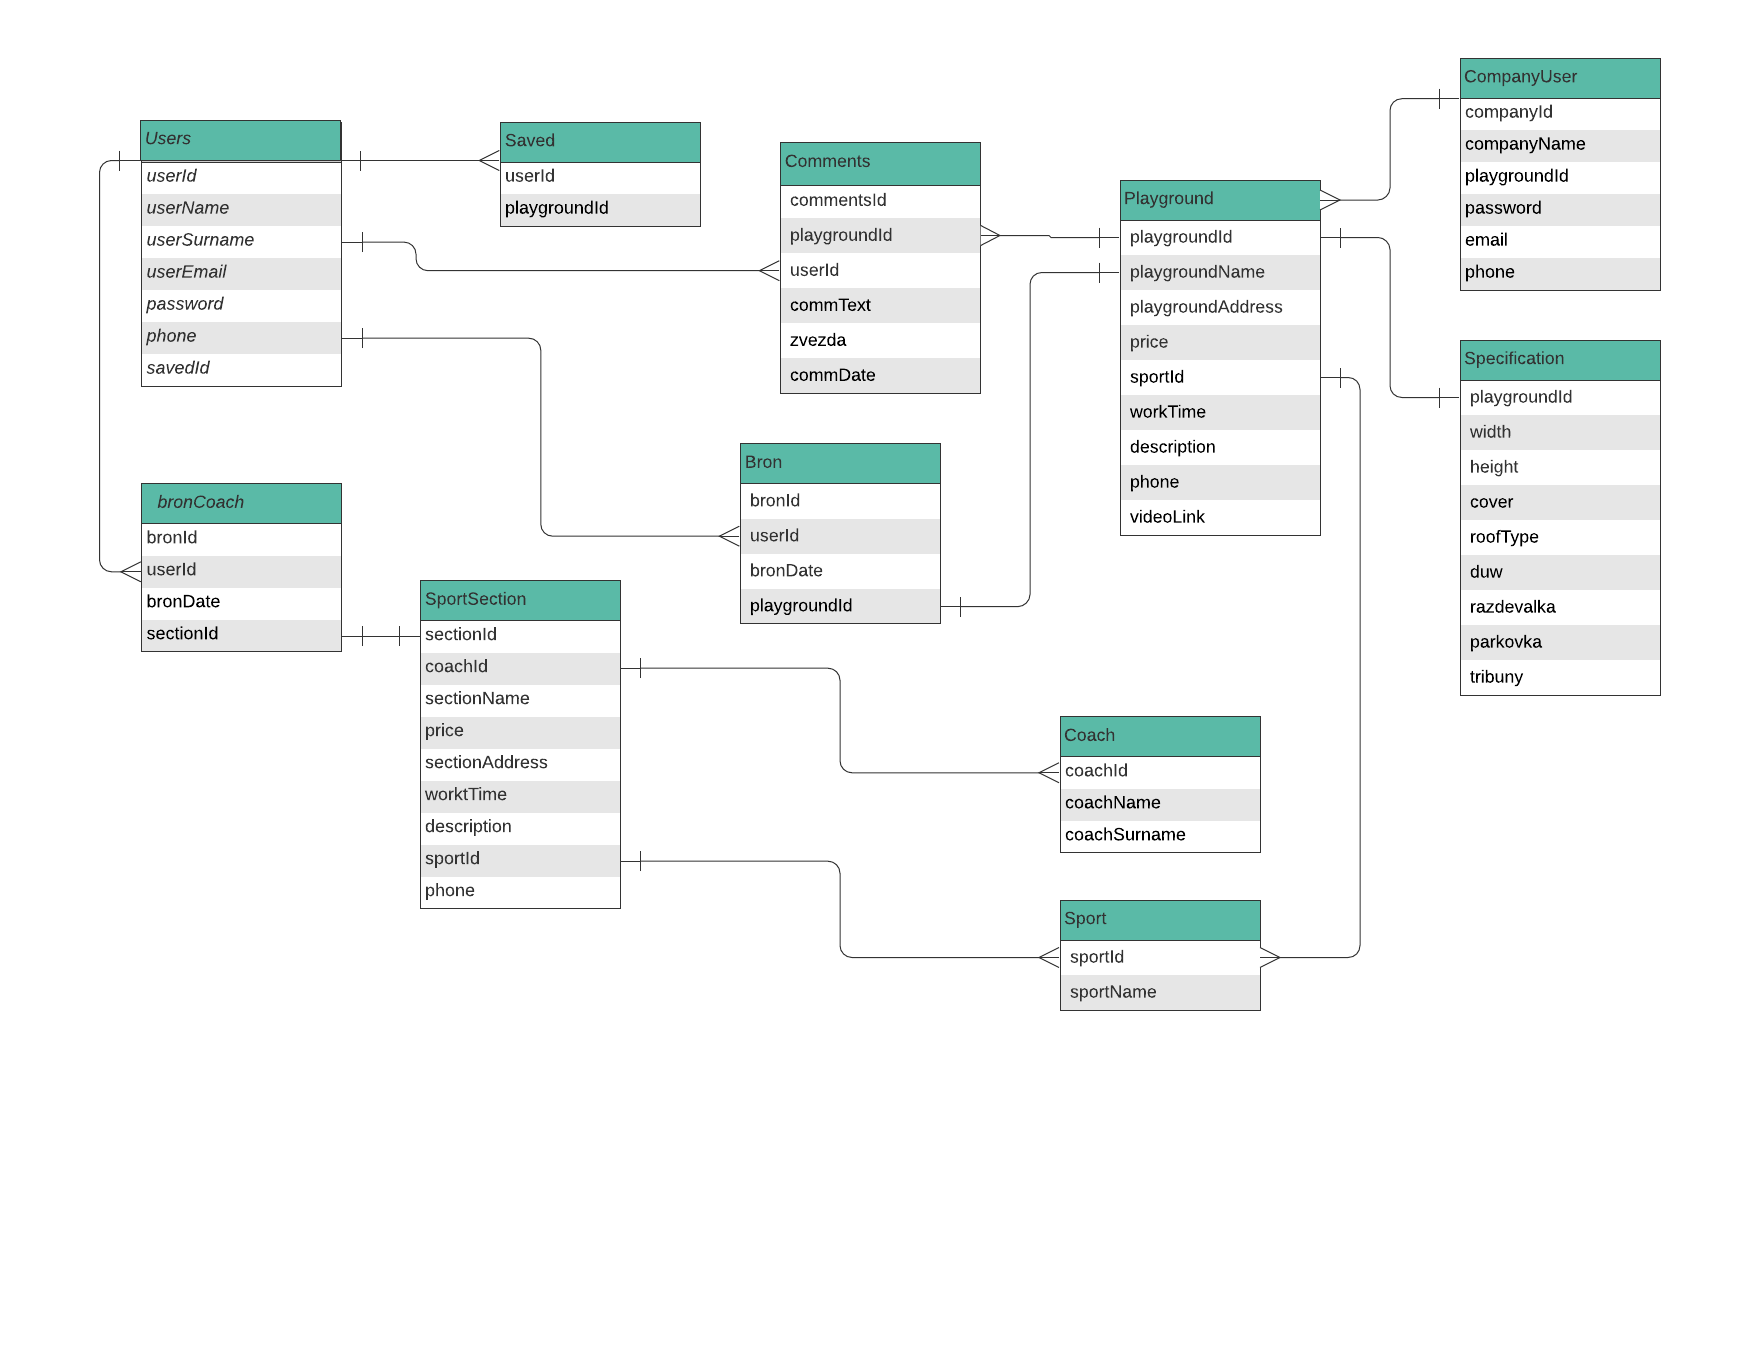 Users
userId
userName
userSurname
userEmail
password
phone
savedId
Saved
userId
playgroundId
Comments
commentsId
playgroundId
userId
commText
zvezda
commDate
Playground
playgroundId
playgroundName
playgroundAddress
price
sportId
workTime
description
phone
videoLink
CompanyUser
companyId
companyName
playgroundId
password
email
phone
Specification
playgroundId
width
height
cover
roofType
duw
razdevalka
parkovka
tribuny
bronCoach
bronId
userId
bronDate
sectionId
Bron
bronId
userId
bronDate
playgroundId
SportSection
sectionId
coachId
sectionName
price
sectionAddress
worktTime
description
sportId
phone
Coach
coachId
coachName
coachSurname
Sport
sportId
sportName